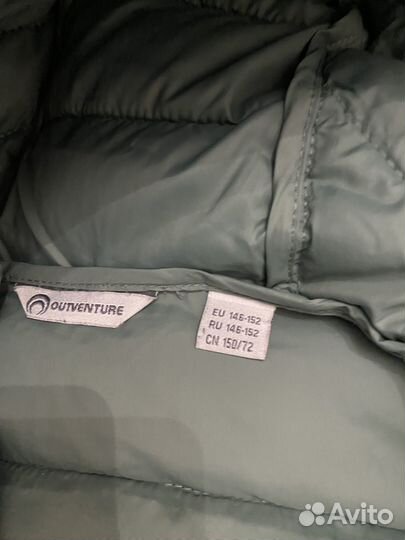 OUTVENTURE
EU 146-152
RU 146-152
CN 150/72
Avito